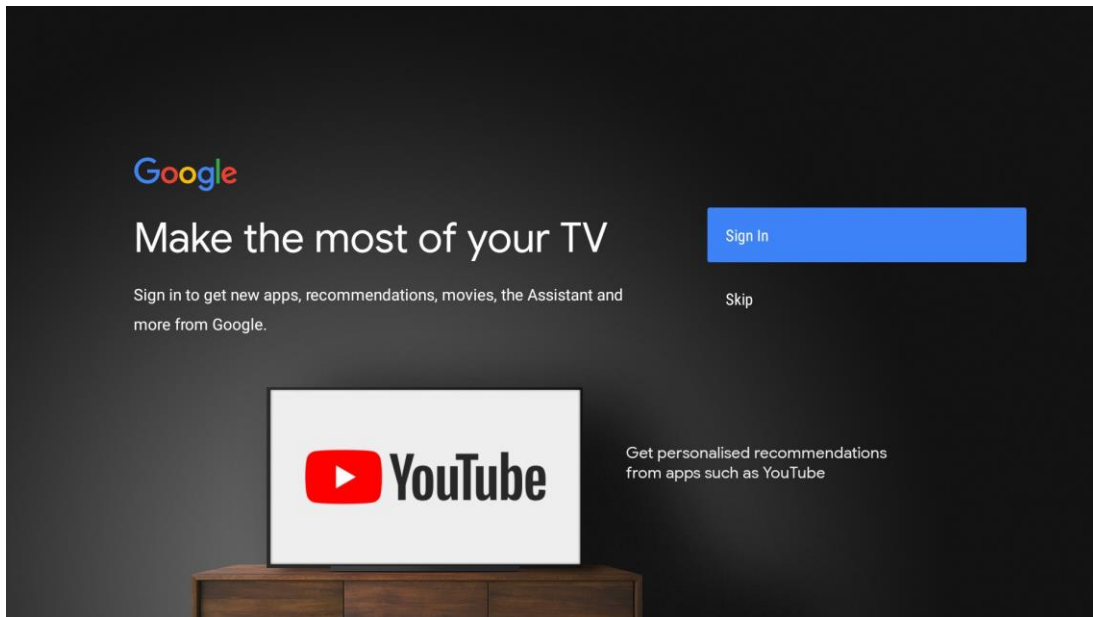 Google
Make the most of your TV
Sign in to get new apps, recommendations, movies, the Assistant and
more from Google.
Sign In
Skip
YouTube
Get personalised recommendations
from apps such as YouTube